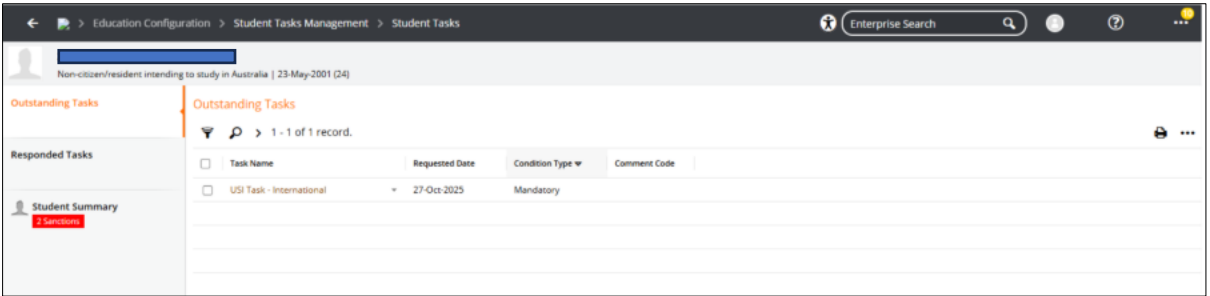 Education Configuration > Student Tasks Management > Student Tasks
Enterprise Search
Non-citizen/resident intending to study in Australia | 23-May-2001 (24)
Outstanding Tasks
Responded Tasks
Student Summary
2 Sanctions
Outstanding Tasks
1 - 1 of 1 record.
Task Name Requested Date Condition Type Comment Code
USI Task - International 27-Oct-2025 Mandatory